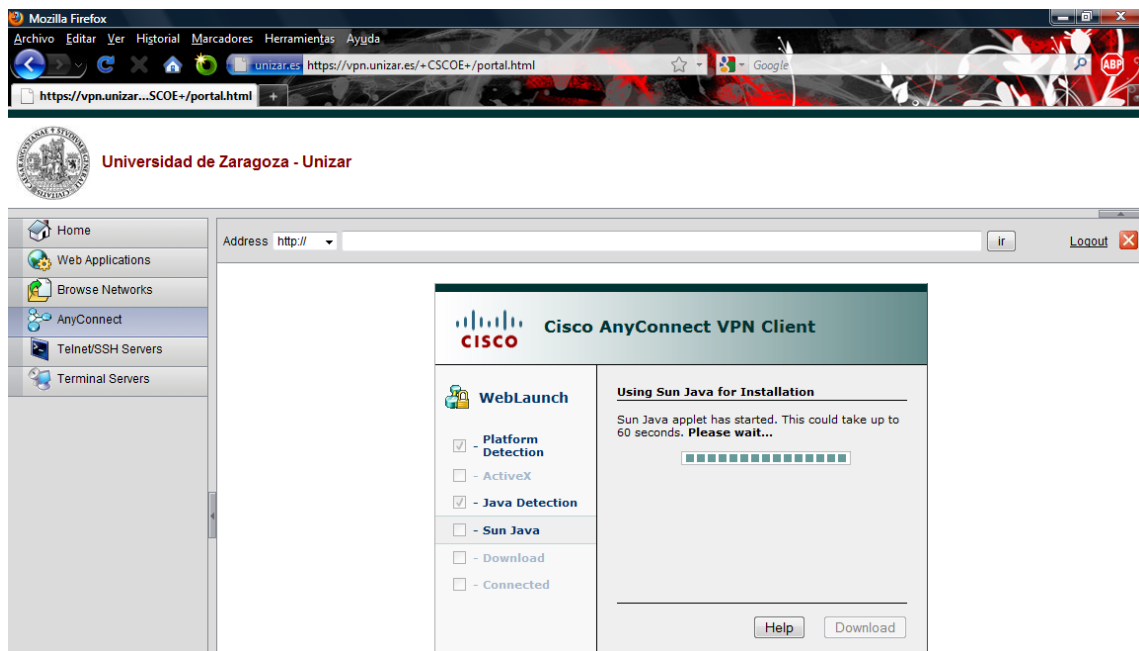 Mozilla Firefox
Archivo Editar Ver Historial Marcadores Herramientas Ayuda
unizar.es https://vpn.unizar.es/+CSCOE+/portal.html
Google
ABP
https://vpn.unizar...SCOE+/portal.html
Universidad de Zaragoza - Unizar
Home
Web Applications
Browse Networks
AnyConnect
Telnet/SSH Servers
Terminal Servers
Address http:// ir Logout
CISCO
Cisco AnyConnect VPN Client
WebLaunch
- Platform
Detection
- ActiveX
- Java Detection
- Sun Java
- Download
- Connected
Using Sun Java for Installation
Sun Java applet has started. This could take up to
60 seconds. Please wait...
Help Download